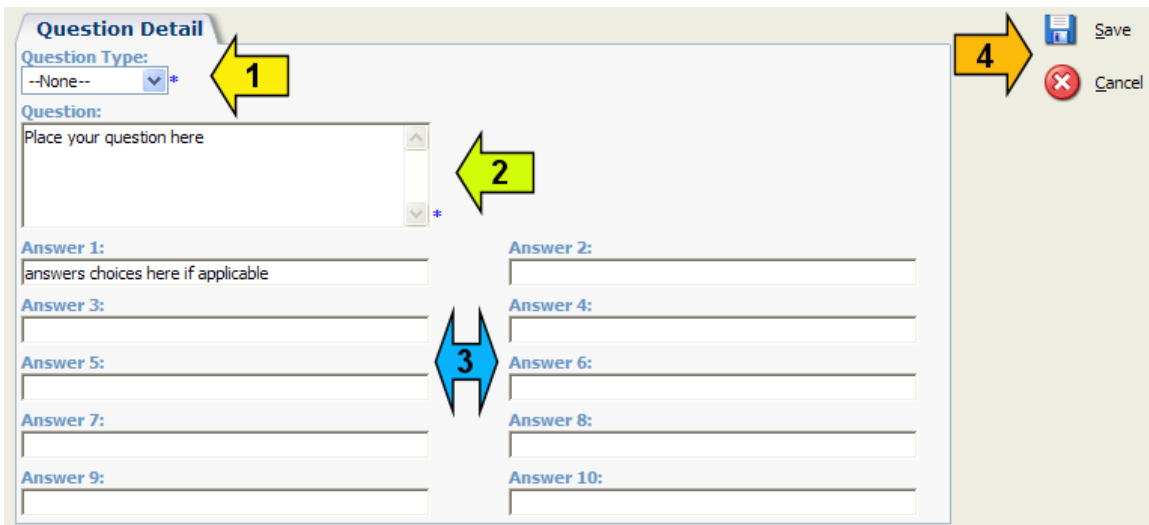 Question Detail
Question Type:
--None-- *
1
Question:
Place your question here
*
2
Answer 1:
answers choices here if applicable
Answer 2:
Answer 3:
Answer 4:
3
Answer 5:
Answer 6:
Answer 7:
Answer 8:
Answer 9:
Answer 10:
4
Save
Cancel